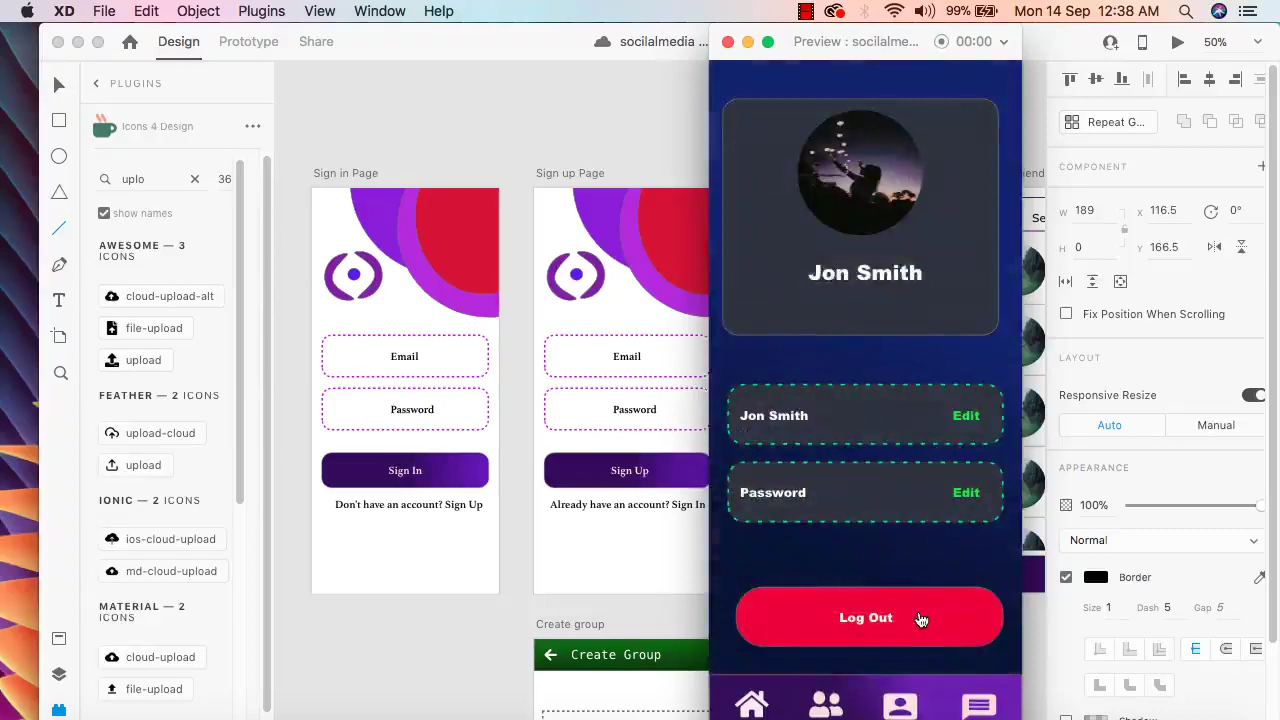 XD File Edit Object Plugins View Window Help 99% Mon 14 Sep 12:38 AM
Design Prototype Share socilalmedia ... Preview : socilalme... 00:00 50%
PLUGINS
Icons 4 Design
uplo 36
show names
AWESOME — 3
ICONS
cloud-upload-alt
file-upload
upload
FEATHER — 2 ICONS
upload-cloud
upload
IONIC — 2 ICONS
ios-cloud-upload
md-cloud-upload
MATERIAL — 2
ICONS
cloud-upload
file-upload
Sign in Page
Email
Password
Sign In
Don't have an account? Sign Up
Sign up Page
Email
Password
Sign Up
Already have an account? Sign In
Create group
Create Group
Jon Smith
Jon Smith Edit
Password Edit
Log Out
Se
Repeat G...
COMPONENT
W 189 X 116.5 0°
H 0 Y 166.5
Fix Position When Scrolling
LAYOUT
Responsive Resize
Auto Manual
APPEARANCE
100%
Normal
Border
Size 1 Dash 5 Gap 5